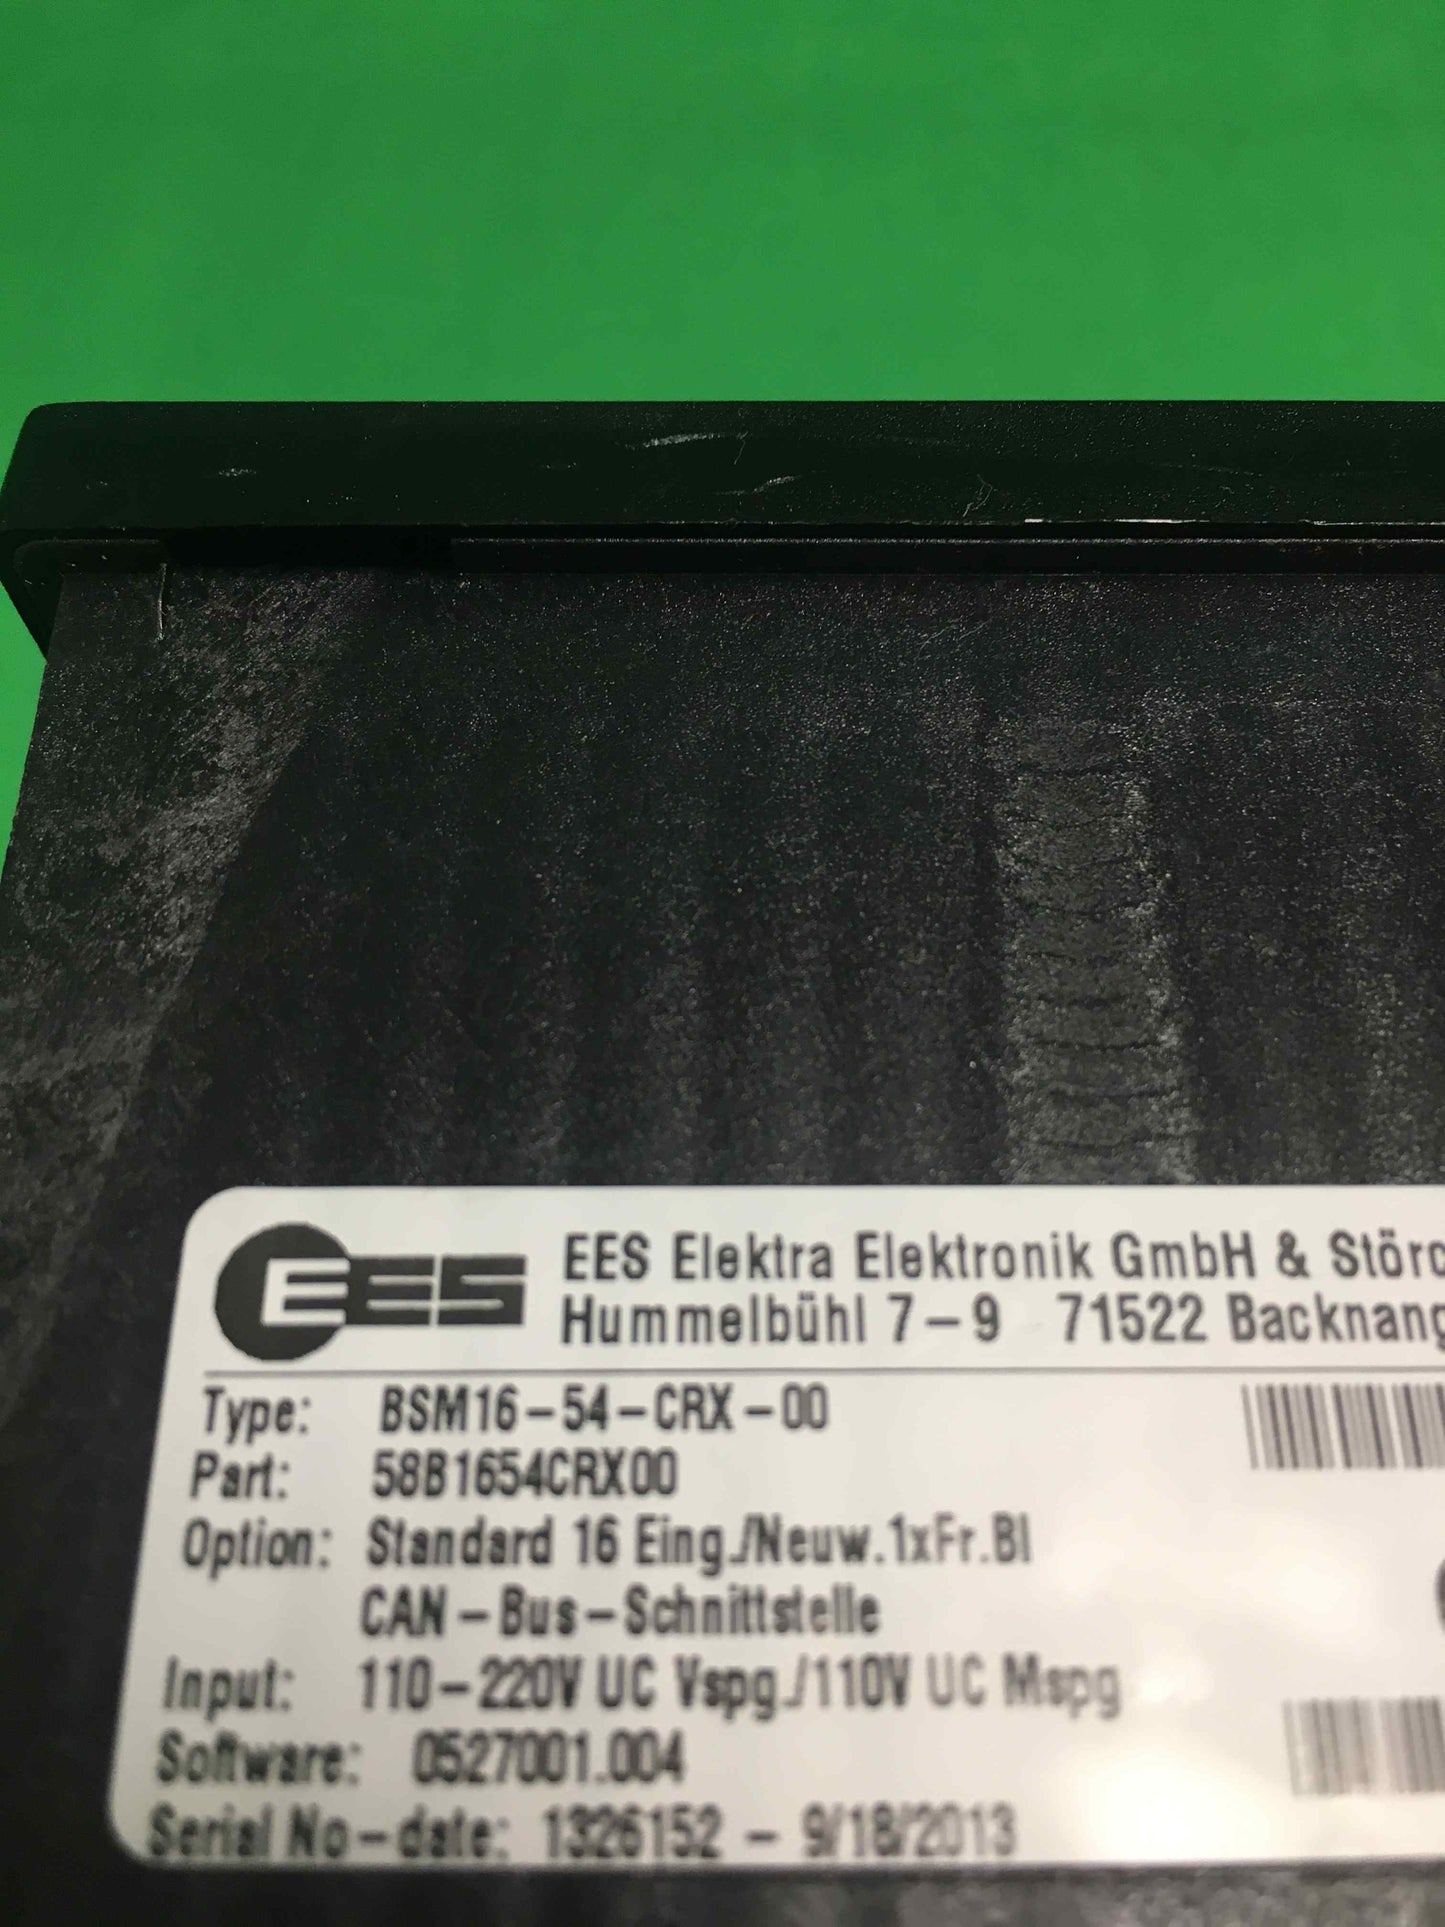 EES
EES Elektra Elektronik GmbH & Störc
Hummelbühl 7-9 71522 Backnang
Type: BSM16-54-CRX-00
Part: 58B1654CRX00
Option: Standard 16 Eing./Neuw.1xFr.Bl
CAN-Bus-Schnittstelle
Input: 110-220V UC Vspg./110V UC Mspg
Software: 0527001.004
Serial No-date: 1326152 - 9/18/2013